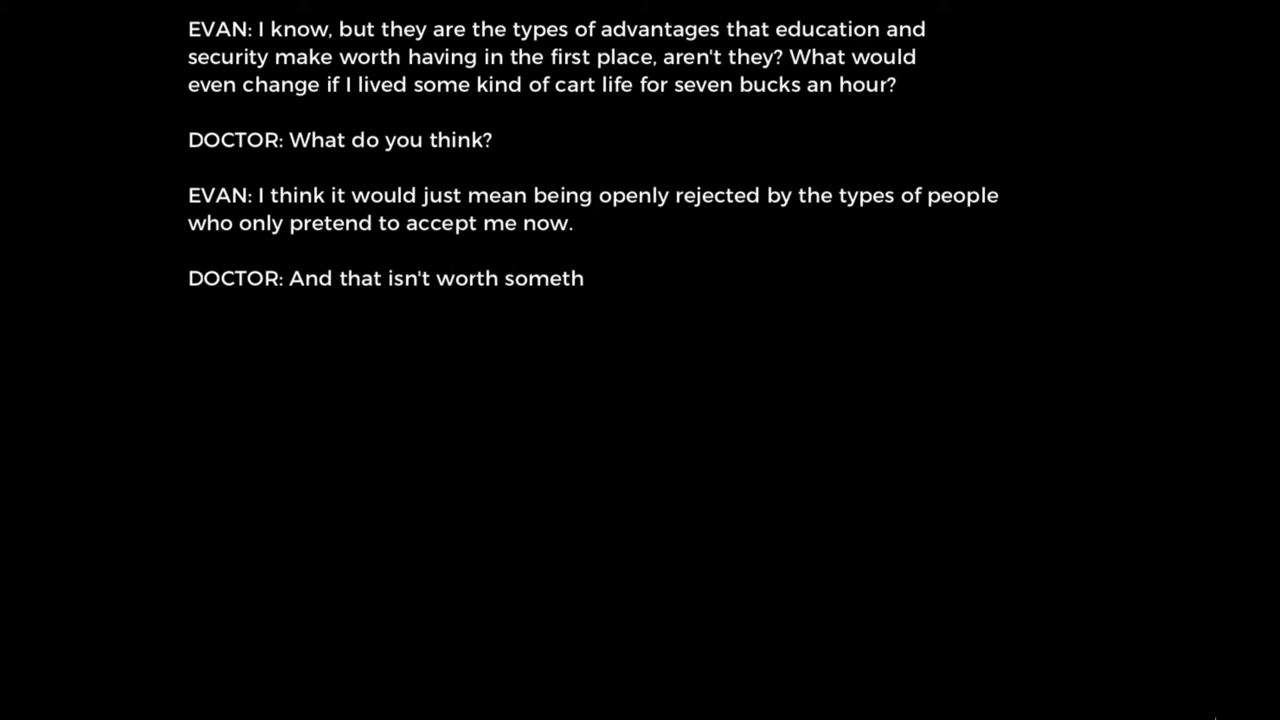 EVAN: I know, but they are the types of advantages that education and
security make worth having in the first place, aren't they? What would
even change if I lived some kind of cart life for seven bucks an hour?
DOCTOR: What do you think?
EVAN: I think it would just mean being openly rejected by the types of people
who only pretend to accept me now.
DOCTOR: And that isn't worth someth